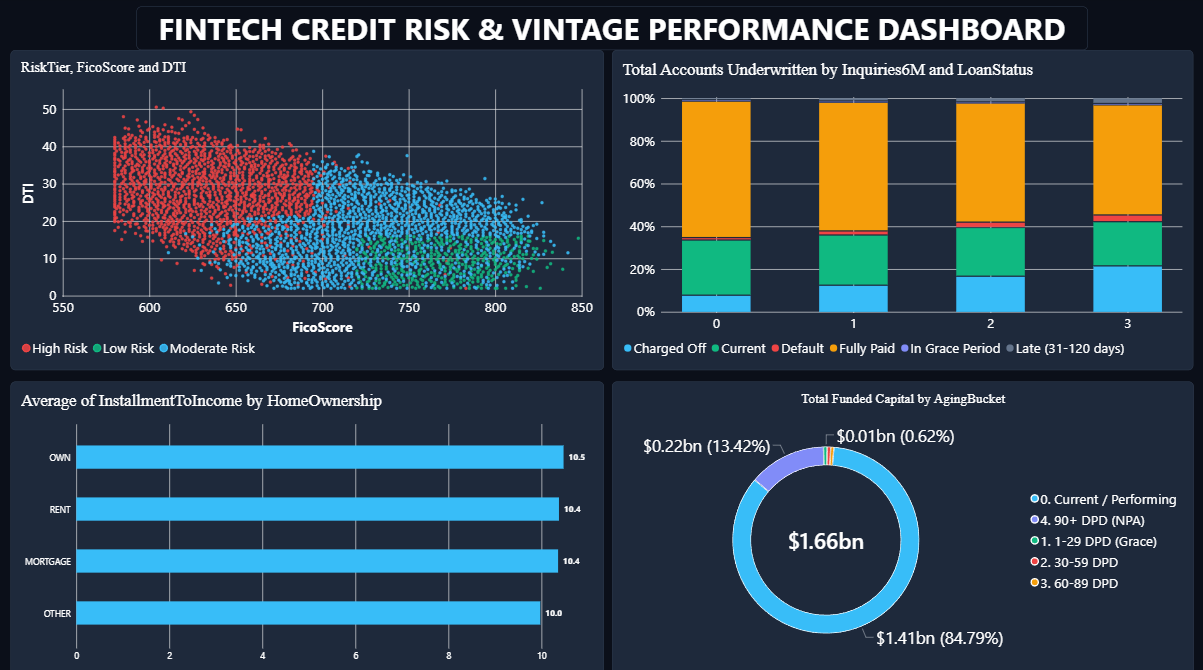 FINTECH CREDIT RISK & VINTAGE PERFORMANCE DASHBOARD
RiskTier, FicoScore and DTI
DTI
50
40
30
20
10
0
550
600
650
700
750
800
850
FicoScore
High Risk
Low Risk
Moderate Risk
Total Accounts Underwritten by Inquiries6M and LoanStatus
100%
80%
60%
40%
20%
0%
0
1
2
3
Charged Off
Current
Default
Fully Paid
In Grace Period
Late (31-120 days)
Average of InstallmentToIncome by HomeOwnership
OWN
10.5
RENT
10.4
MORTGAGE
10.4
OTHER
10.0
0
2
4
6
8
10
Total Funded Capital by AgingBucket
$0.01bn (0.62%)
$0.22bn (13.42%)
$1.66bn
$1.41bn (84.79%)
0. Current / Performing
4. 90+ DPD (NPA)
1. 1-29 DPD (Grace)
2. 30-59 DPD
3. 60-89 DPD